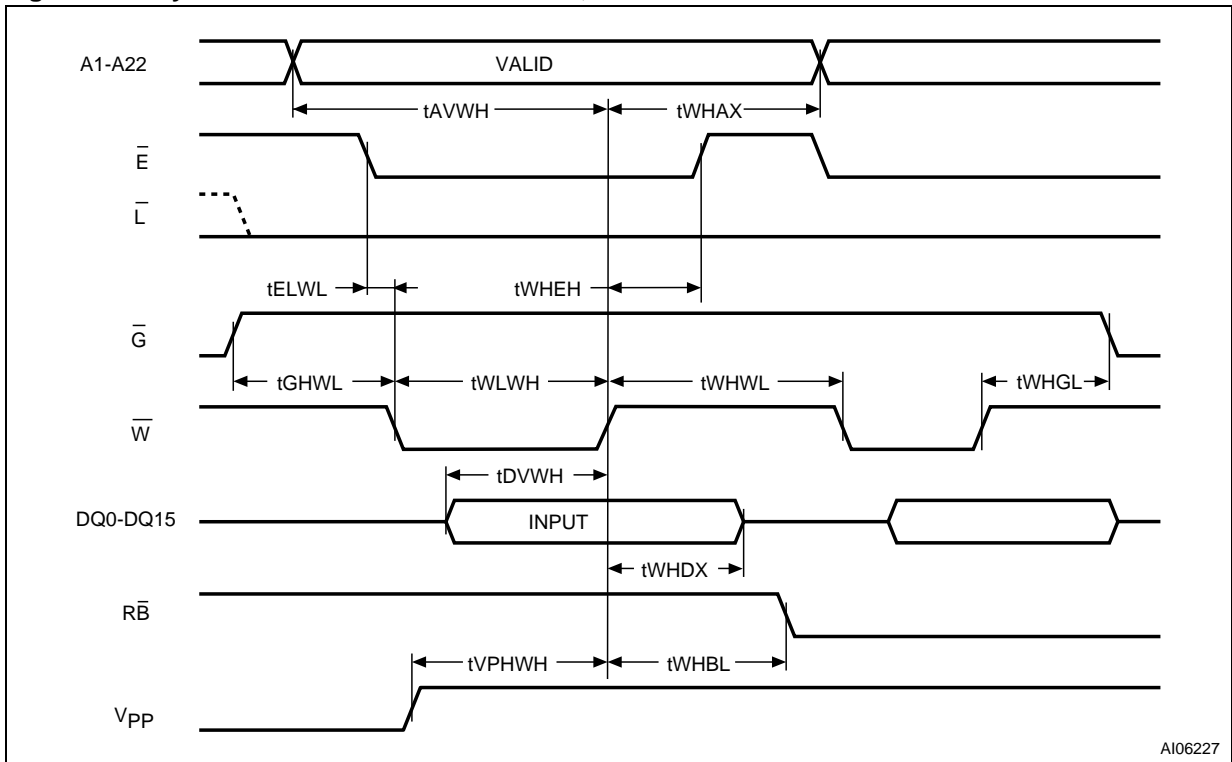 A1-A22
VALID
tAVWH
tWHAX
E̅
L̅
tELWL
tWHEH
G̅
tGHWL
tWLWH
tWHWL
tWHGL
W̅
tDVWH
DQ0-DQ15
INPUT
tWHDX
RB̅
tVPHWH
tWHBL
VPP
AI06227